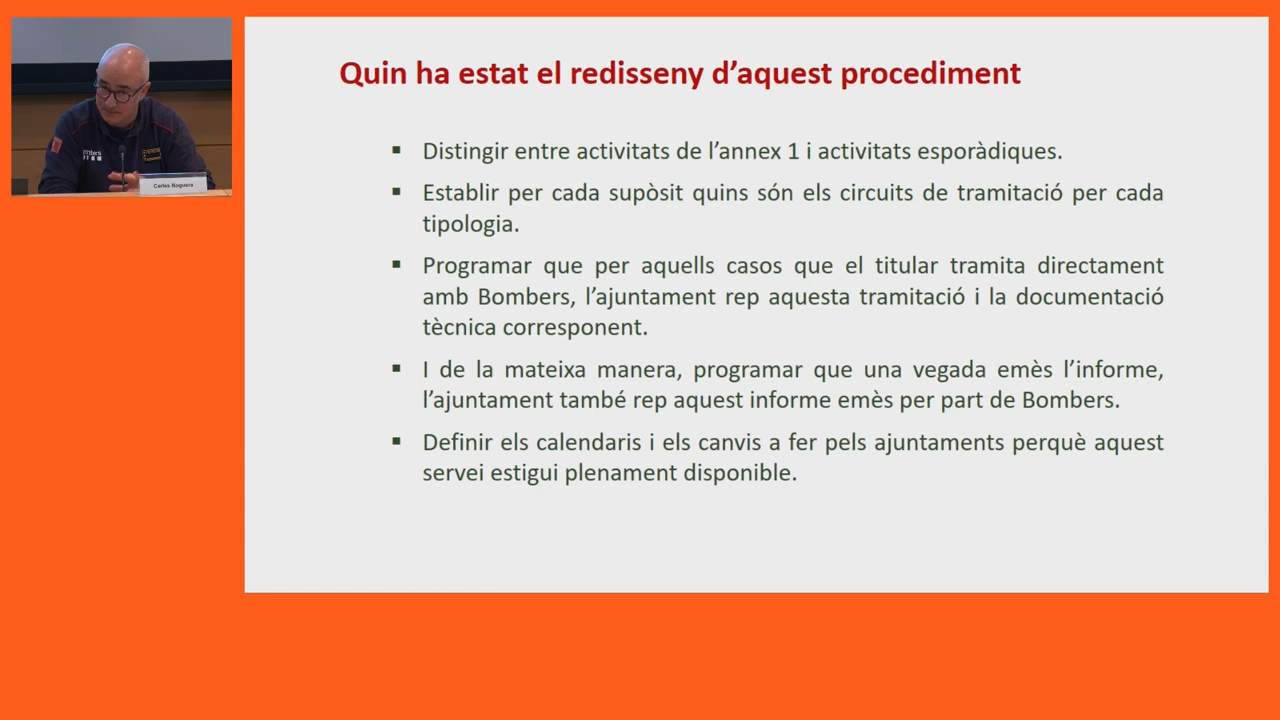 Quin ha estat el redisseny d'aquest procediment
▪ Distingir entre activitats de l'annex 1 i activitats esporàdiques.
▪ Establir per cada supòsit quins són els circuits de tramitació per cada
tipologia.
▪ Programar que per aquells casos que el titular tramita directament
amb Bombers, l'ajuntament rep aquesta tramitació i la documentació
tècnica corresponent.
▪ I de la mateixa manera, programar que una vegada emès l'informe,
l'ajuntament també rep aquest informe emès per part de Bombers.
▪ Definir els calendaris i els canvis a fer pels ajuntaments perquè aquest
servei estigui plenament disponible.
Carles Noguera